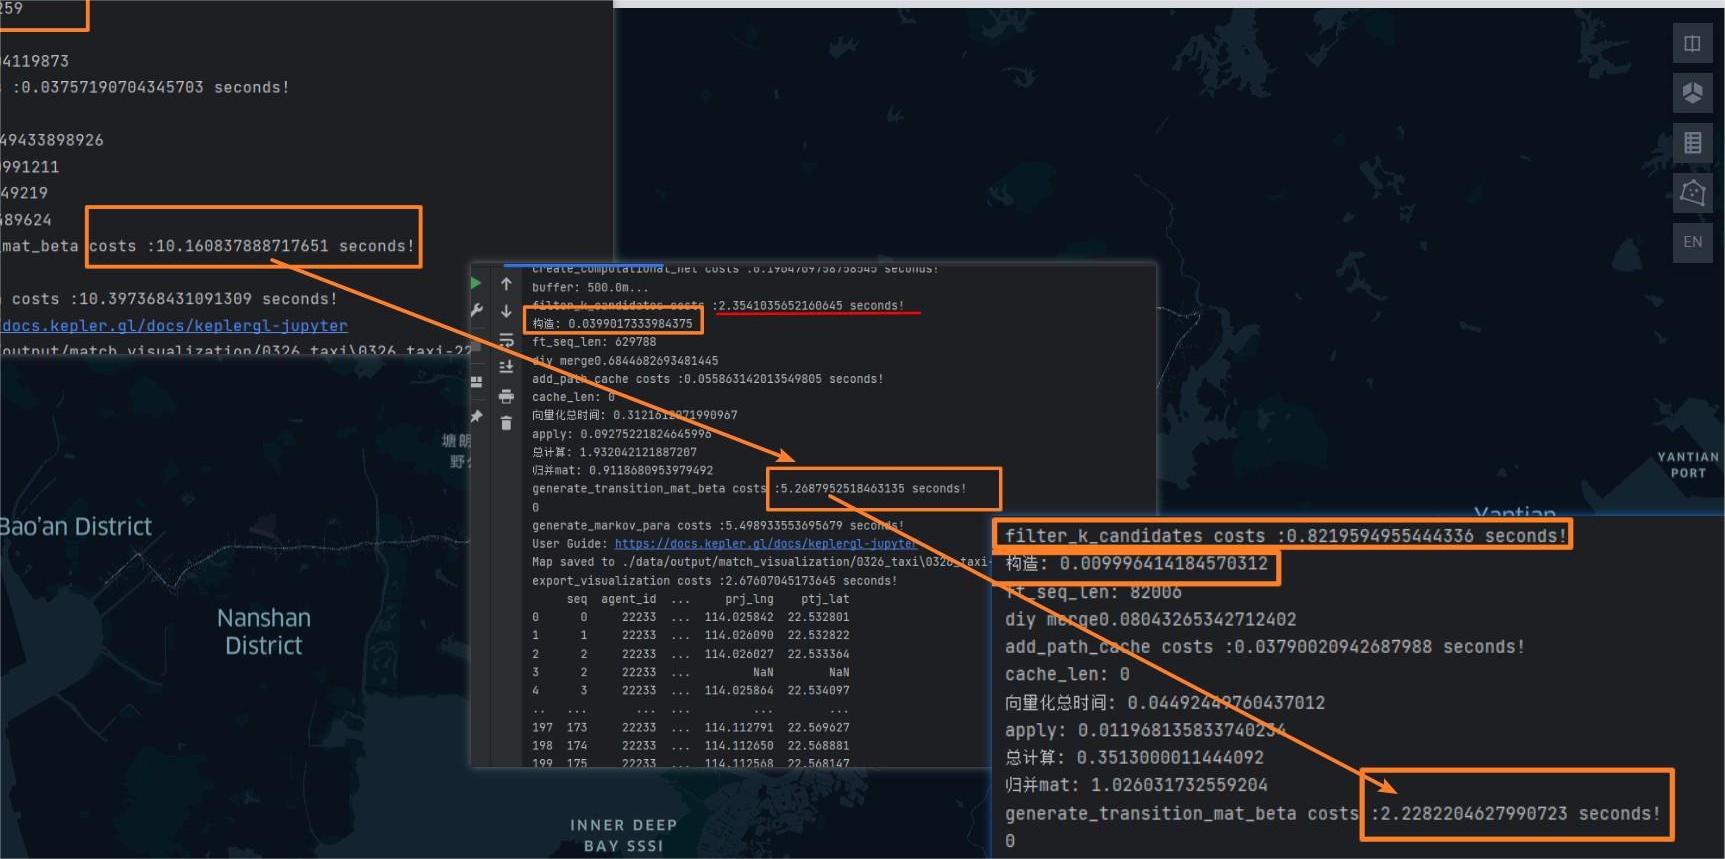 259
04119873
:0.03757190704345703 seconds!
49433898926
0991211
49219
489624
_mat_beta costs :10.160837888717651 seconds!
costs :10.397368431091309 seconds!
docs.kepler.gl/docs/keplergl-jupyter
output/match_visualization/0326_taxi\0326_taxi-22
create_computational_net costs :0.1964709758758545 seconds!
buffer: 500.0m...
filter_k_candidates costs :2.3541035652160645 seconds!
构造: 0.0399017333984375
ft_seq_len: 629788
diy merge0.6844682693481445
add_path_cache costs :0.055863142013549805 seconds!
cache_len: 0
向量化总时间: 0.3121612071990967
apply: 0.09275221824645996
总计算: 1.932042121887207
归并mat: 0.9118680953979492
generate_transition_mat_beta costs :5.2687952518463135 seconds!
0
generate_markov_para costs :5.498933553695679 seconds!
User Guide: https://docs.kepler.gl/docs/keplergl-jupyter
Map saved to ./data/output/match_visualization/0326_taxi\0326_taxi-
export_visualization costs :2.67607045173645 seconds!
seq agent_id ... prj_lng ptj_lat
0 0 22233 ... 114.025842 22.532801
1 1 22233 ... 114.026090 22.532822
2 2 22233 ... 114.026027 22.533364
3 2 22233 ... NaN NaN
4 3 22233 ... 114.025864 22.534097
.. ... ... ... ... ...
197 173 22233 ... 114.112791 22.569627
198 174 22233 ... 114.112650 22.568881
199 175 22233 ... 114.112568 22.568147
filter_k_candidates costs :0.8219594955444336 seconds!
构造: 0.009996414184570312
ft_seq_len: 82006
diy merge0.08043265342712402
add_path_cache costs :0.03790020942687988 seconds!
cache_len: 0
向量化总时间: 0.04492449760437012
apply: 0.011968135833740234
总计算: 0.3513000011444092
归并mat: 1.026031732559204
generate_transition_mat_beta costs :2.2282204627990723 seconds!
0
EN
YANTIAN
PORT
Yantian
塘朗
野
Bao'an District
Nanshan
District
INNER DEEP
BAY SSSI